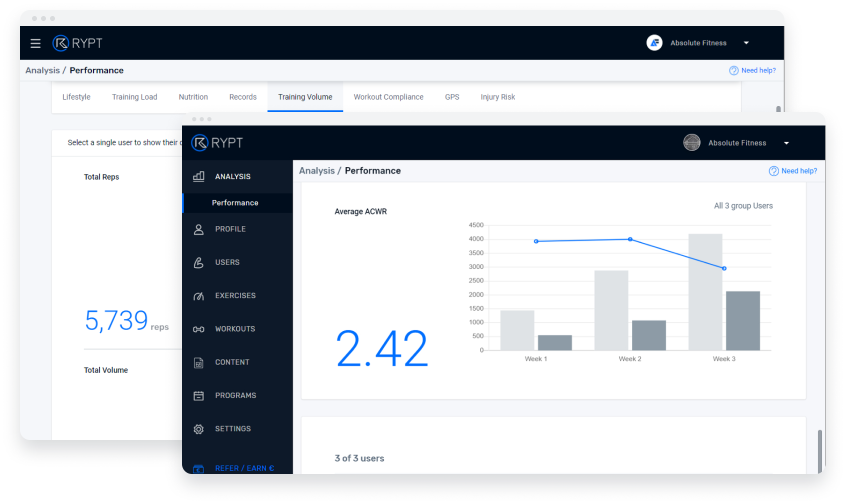 RYPT
Absolute Fitness
Analysis / Performance
Need help?
Lifestyle Training Load Nutrition Records Training Volume Workout Compliance GPS Injury Risk
Select a single user to show their
Total Reps
5,739 reps
Total Volume
RYPT
Absolute Fitness
ANALYSIS
Performance
PROFILE
USERS
EXERCISES
WORKOUTS
CONTENT
PROGRAMS
SETTINGS
REFER / EARN €
Analysis / Performance
Need help?
Average ACWR
All 3 group Users
2.42
4500
4000
3500
3000
2500
2000
1500
1000
500
0
Week 1 Week 2 Week 3
3 of 3 users